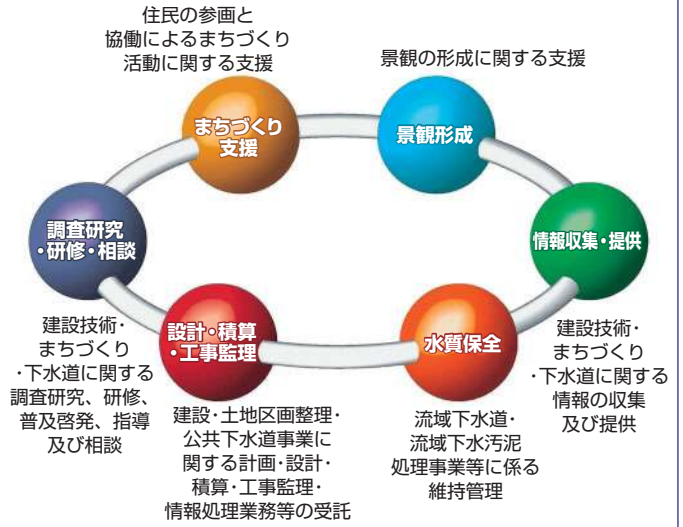 住民の参画と
協働によるまちづくり
活動に関する支援
まちづくり
支援
景観の形成に関する支援
景観形成
調査研究
・研修・相談
建設技術・
まちづくり
・下水道に関する
調査研究、研修、
普及啓発、指導
及び相談
情報収集・提供
建設技術・
まちづくり
・下水道に関する
情報の収集
及び提供
設計・積算
・工事監理
建設・土地区画整理・
公共下水道事業に
関する計画・設計・
積算・工事監理・
情報処理業務等の受託
水質保全
流域下水道・
流域下水汚泥
処理事業等に係る
維持管理